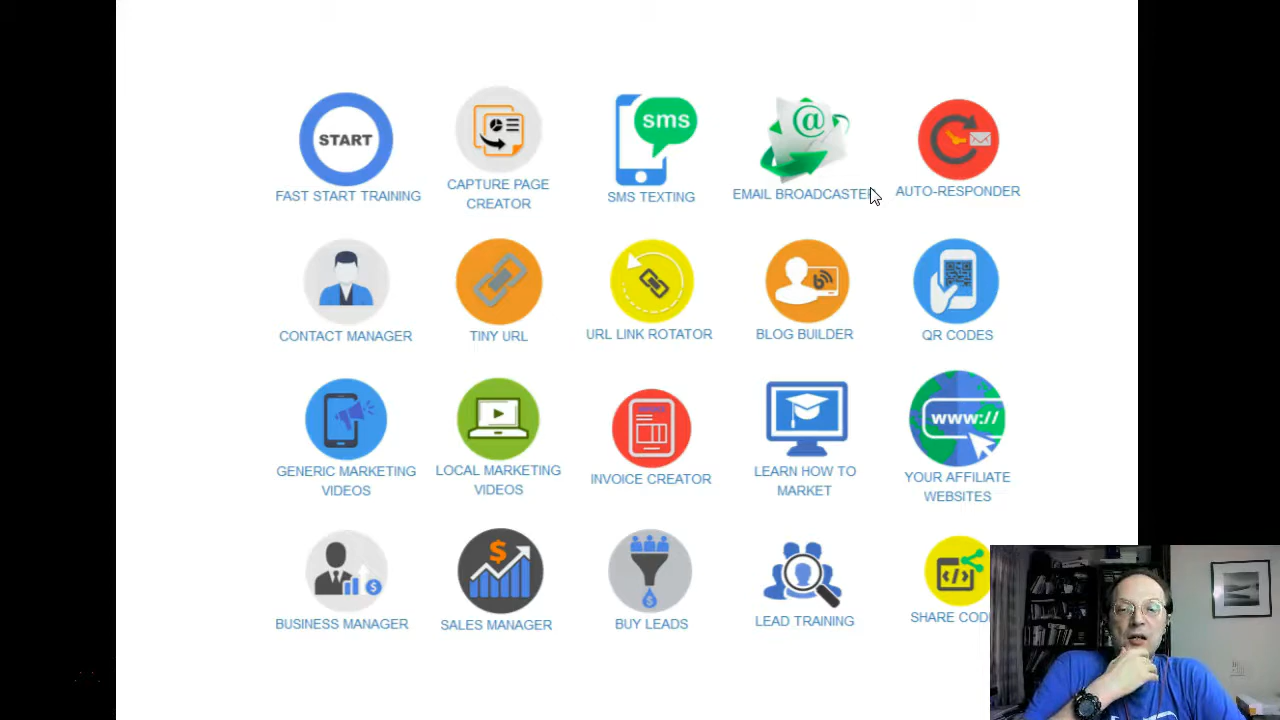 START
FAST START TRAINING
CAPTURE PAGE
CREATOR
sms
SMS TEXTING
@
EMAIL BROADCASTER
AUTO-RESPONDER
CONTACT MANAGER
TINY URL
URL LINK ROTATOR
BLOG BUILDER
QR CODES
GENERIC MARKETING
VIDEOS
LOCAL MARKETING
VIDEOS
INVOICE CREATOR
LEARN HOW TO
MARKET
www://
YOUR AFFILIATE
WEBSITES
BUSINESS MANAGER
$
$
SALES MANAGER
$
BUY LEADS
LEAD TRAINING
</>
SHARE COD